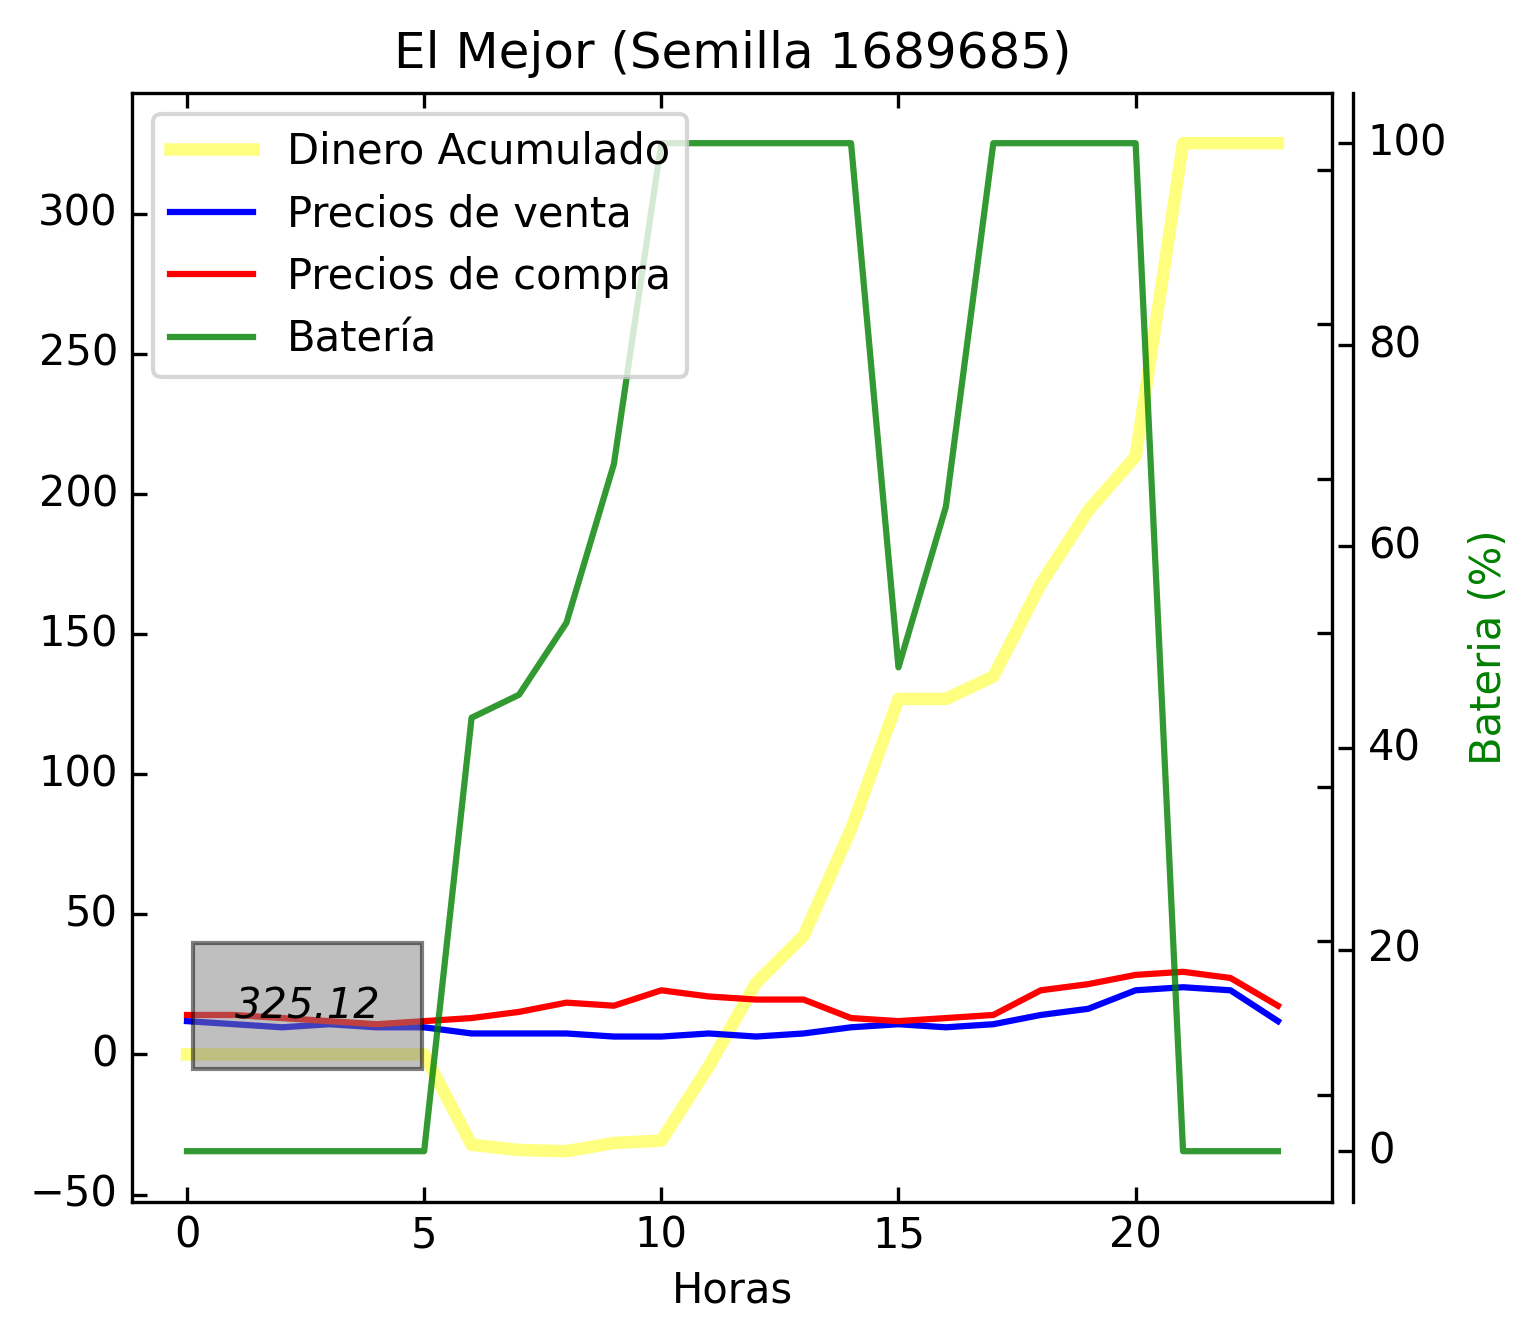 El Mejor (Semilla 1689685)
Dinero Acumulado
Precios de venta
Precios de compra
Batería
300
250
200
150
100
50
0
−50
100
80
60
40
20
0
Bateria (%)
325.12
0 5 10 15 20
Horas